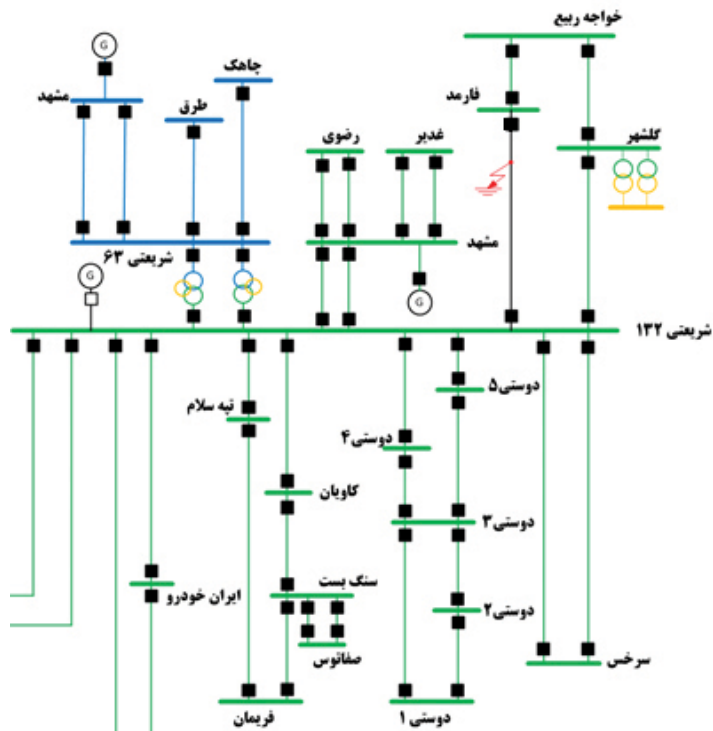 خواجه ربیع
G
چاهک
مشهد
طرق
فارمد
رضوی
غدیر
گلشهر
شریعتی ۶۳
مشهد
G
G
شریعتی ۱۳۲
دوستی۵
تپه سلام
دوستی۴
کاویان
دوستی۳
سنگ بست
ایران خودرو
دوستی۲
صفانوس
سرخس
فریمان
دوستی ۱